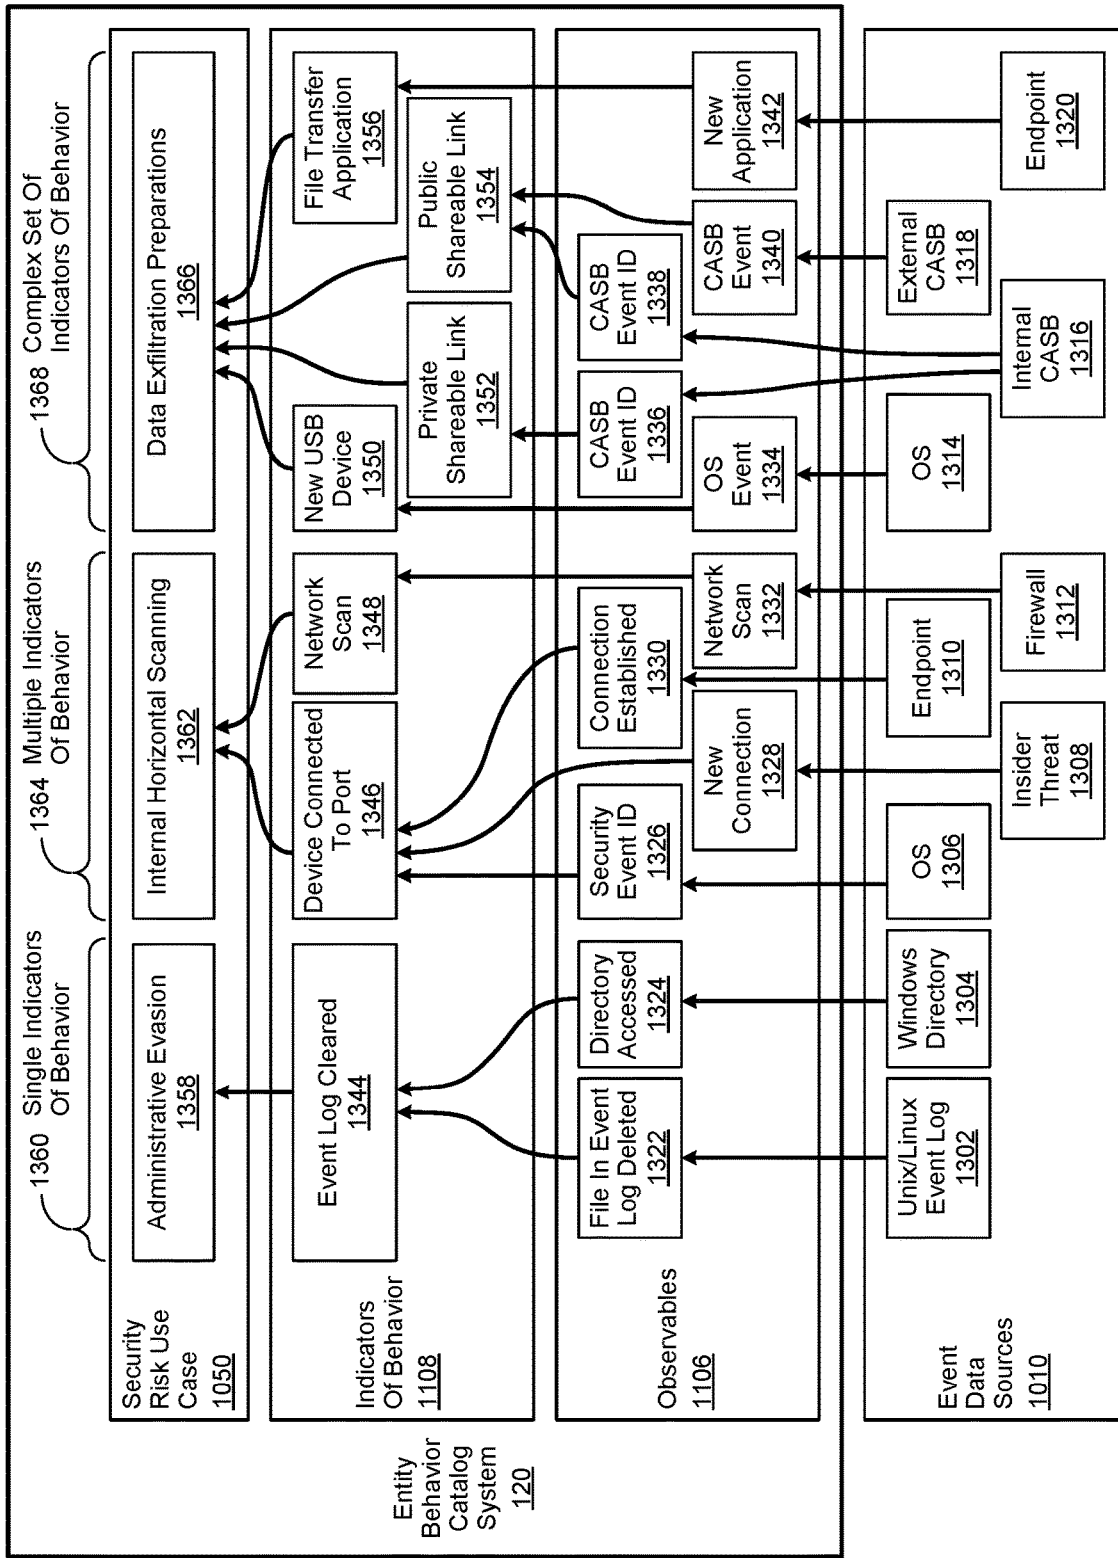 1360
Single Indicators
Of Behavior
1364
Multiple Indicators
Of Behavior
1368
Complex Set Of
Indicators Of Behavior
Security
Risk Use
Case
1050
Administrative Evasion
1358
Internal Horizontal Scanning
1362
Data Exfiltration Preparations
1366
Entity
Behavior
Catalog
System
120
Indicators
Of Behavior
1108
Event Log Cleared
1344
Device Connected
To Port
1346
Network
Scan
1348
New USB
Device
1350
Private
Shareable Link
1352
Public
Shareable Link
1354
File Transfer
Application
1356
Observables
1106
File In Event
Log Deleted
1322
Directory
Accessed
1324
Security
Event ID
1326
New
Connection
1328
Connection
Established
1330
Network
Scan
1332
OS
Event
1334
CASB
Event ID
1336
CASB
Event ID
1338
CASB
Event
1340
New
Application
1342
Event
Data
Sources
1010
Unix/Linux
Event Log
1302
Windows
Directory
1304
OS
1306
Insider
Threat
1308
Endpoint
1310
Firewall
1312
OS
1314
Internal
CASB
1316
External
CASB
1318
Endpoint
1320